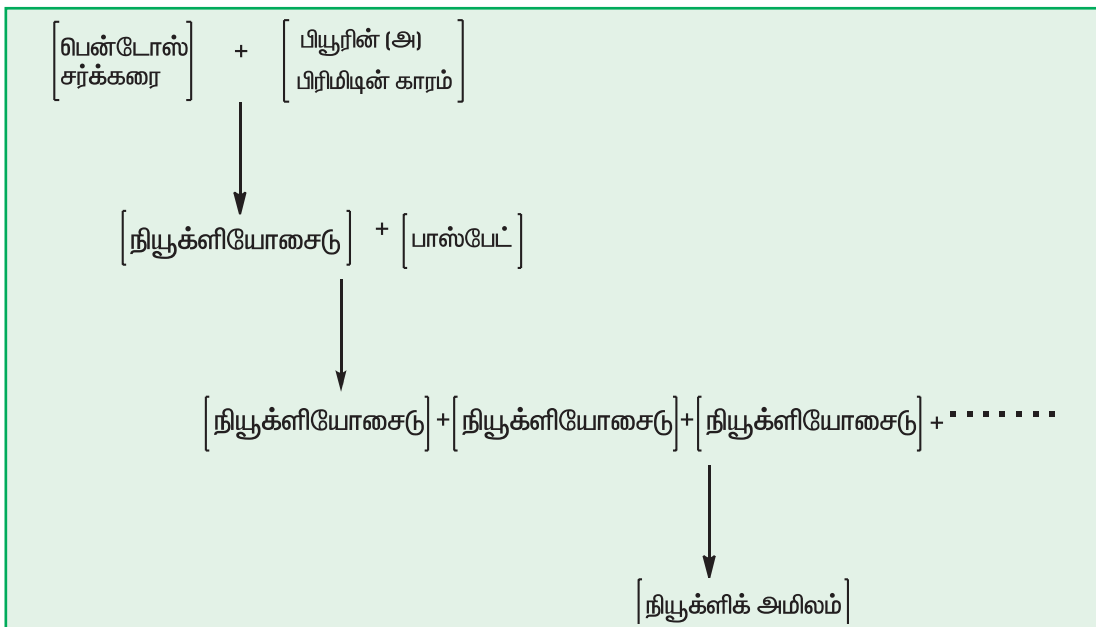 [பென்டோஸ் சர்க்கரை] + [பியூரின் (அ) பிரிமிடின் காரம்]
[நியூக்ளியோசைடு] + [பாஸ்பேட்]
[நியூக்ளியோசைடு] + [நியூக்ளியோசைடு] + [நியூக்ளியோசைடு] + .......
[நியூக்ளிக் அமிலம்]